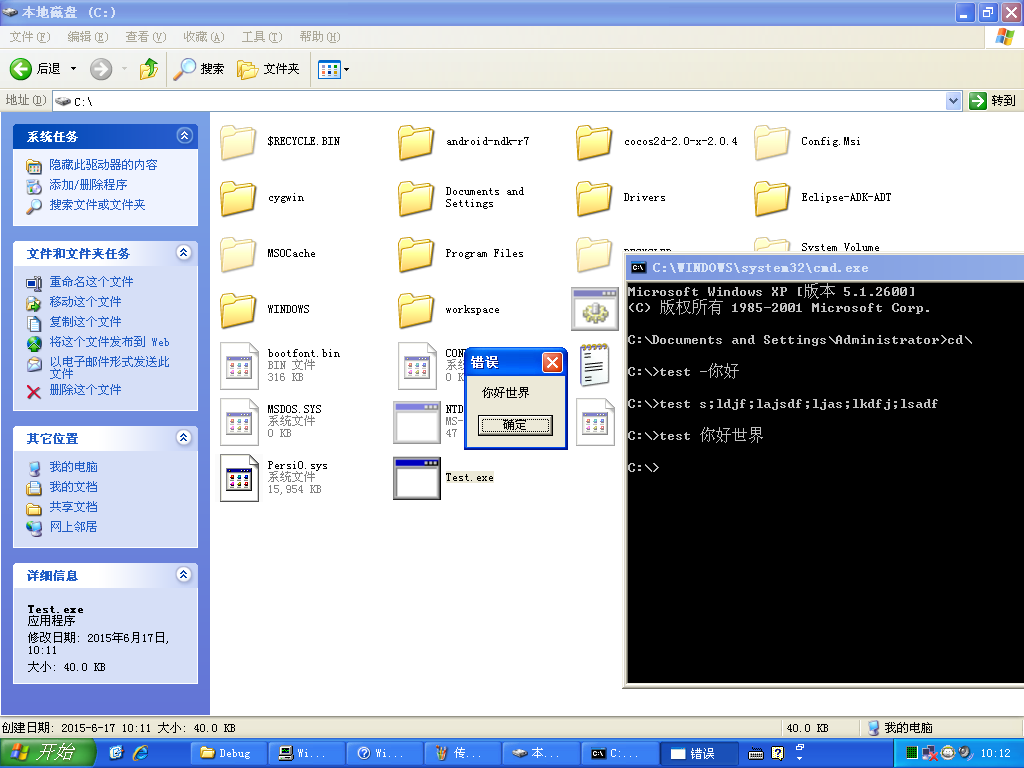 本地磁盘 (C:)
文件(F) 编辑(E) 查看(V) 收藏(A) 工具(T) 帮助(H)
后退 搜索 文件夹
地址(D) C:\ 转到
系统任务
隐藏此驱动器的内容
添加/删除程序
搜索文件或文件夹
文件和文件夹任务
重命名这个文件
移动这个文件
复制这个文件
将这个文件发布到 Web
以电子邮件形式发送此
文件
删除这个文件
其它位置
我的电脑
我的文档
共享文档
网上邻居
详细信息
Test.exe
应用程序
修改日期: 2015年6月17日,
10:11
大小: 40.0 KB
$RECYCLE.BIN
android-ndk-r7
cocos2d-2.0-x-2.0.4
Config.Msi
cygwin
Documents and
Settings
Drivers
Eclipse-ADK-ADT
MSOCache
Program Files
RECYCLED
System Volume
WINDOWS
workspace
bootfont.bin
BIN 文件
316 KB
CON
系统
0 K
MSDOS.SYS
系统文件
0 KB
NTD
MS-
47
PersiO.sys
系统文件
15,954 KB
Test.exe
错误
你好世界
确定
C:\WINDOWS\system32\cmd.exe
Microsoft Windows XP [版本 5.1.2600]
(C) 版权所有 1985-2001 Microsoft Corp.
C:\Documents and Settings\Administrator>cd\
C:\>test -你好
C:\>test s;ldjf;lajsdf;ljas;lkdfj;lsadf
C:\>test 你好世界
C:\>
创建日期: 2015-6-17 10:11 大小: 40.0 KB 40.0 KB 我的电脑
开始 Debug Wi... Wi... 传... 本... C:... 错误 10:12